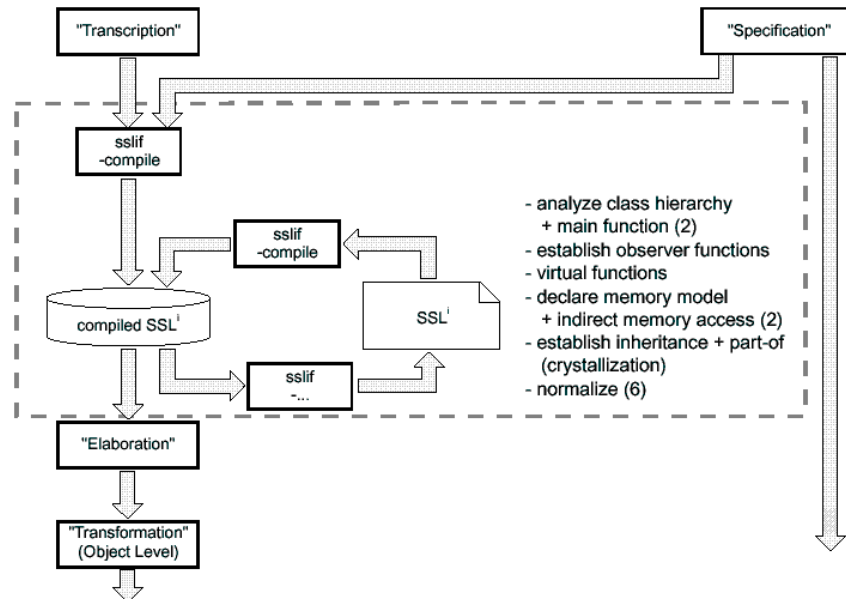 "Transcription"
"Specification"
sslif
-compile
sslif
-compile
- analyze class hierarchy
+ main function (2)
- establish observer functions
- virtual functions
- declare memory model
+ indirect memory access (2)
- establish inheritance + part-of
(crystallization)
- normalize (6)
compiled SSLⁱ
SSLⁱ
sslif
-...
"Elaboration"
"Transformation"
(Object Level)